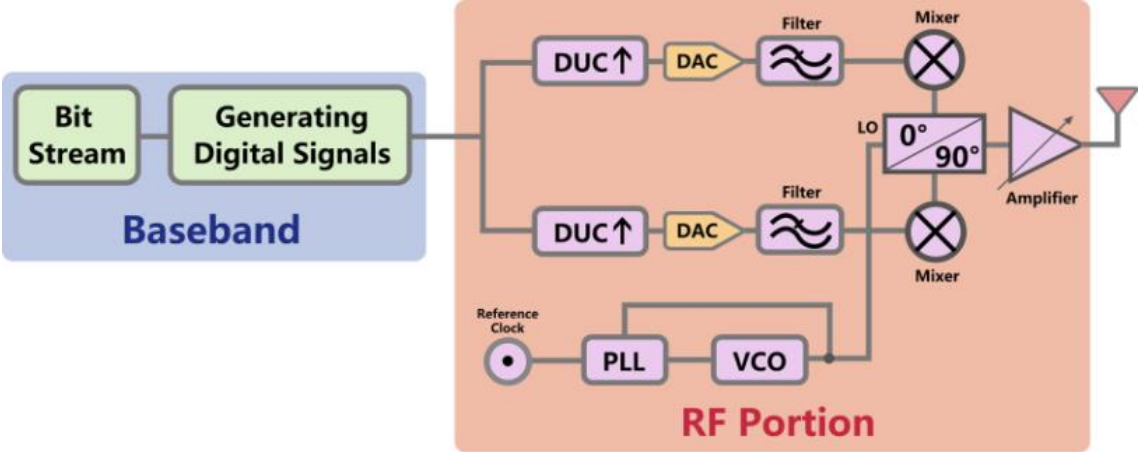 Bit
Stream
Generating
Digital Signals
Baseband
DUC↑
DAC
Filter
Mixer
LO
0°
90°
Amplifier
DUC↑
DAC
Filter
Mixer
Reference
Clock
PLL
VCO
RF Portion